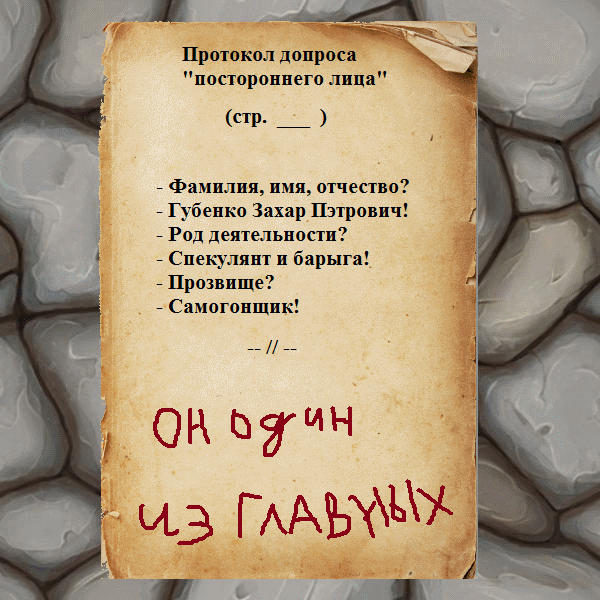 Протокол допроса
"постороннего лица"
(стр. ___ )
- Фамилия, имя, отчество?
- Губенко Захар Пэтрович!
- Род деятельности?
- Спекулянт и барыга!
- Прозвище?
- Самогонщик!
-- // --
ОН ОДИН
ИЗ ГЛАВНЫХ